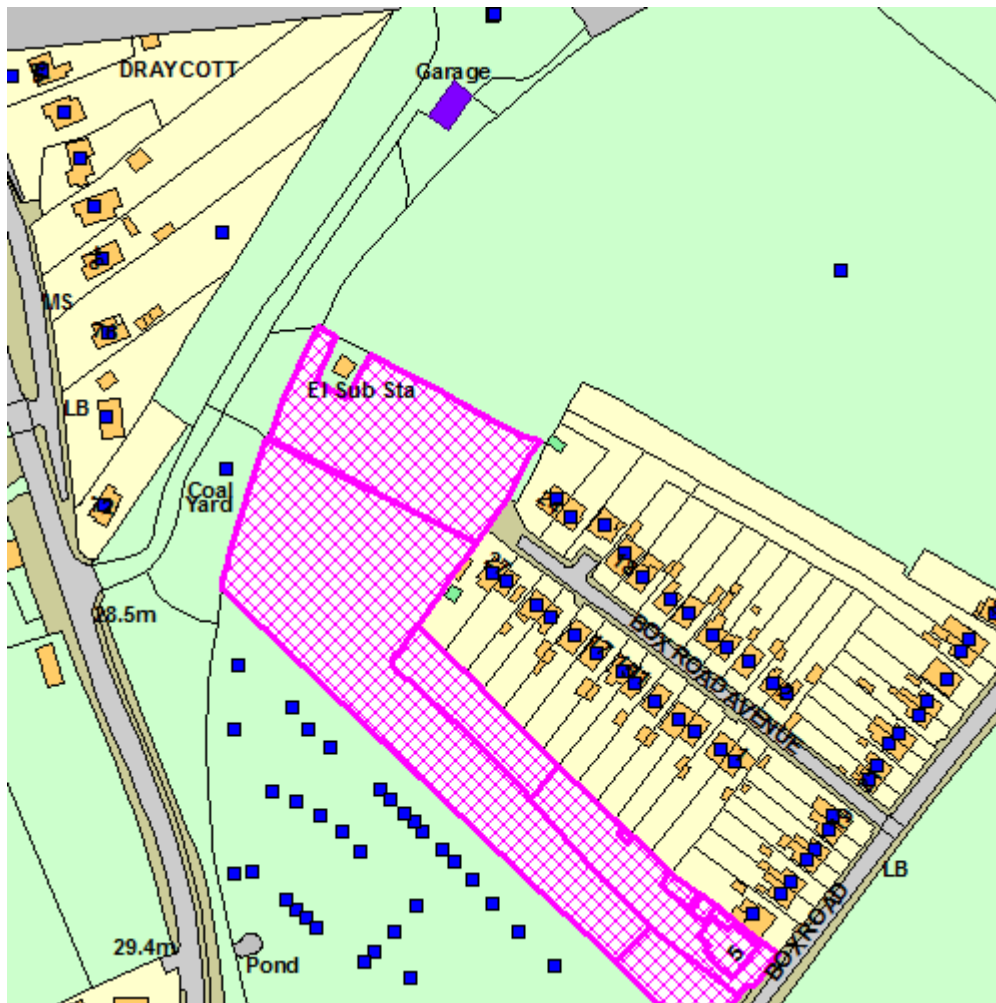 DRAYCOTT
Garage
MS
El Sub Sta
LB
Coal
Yard
28.5m
BOX ROAD AVENUE
LB
BOX ROAD
5
29.4m
Pond